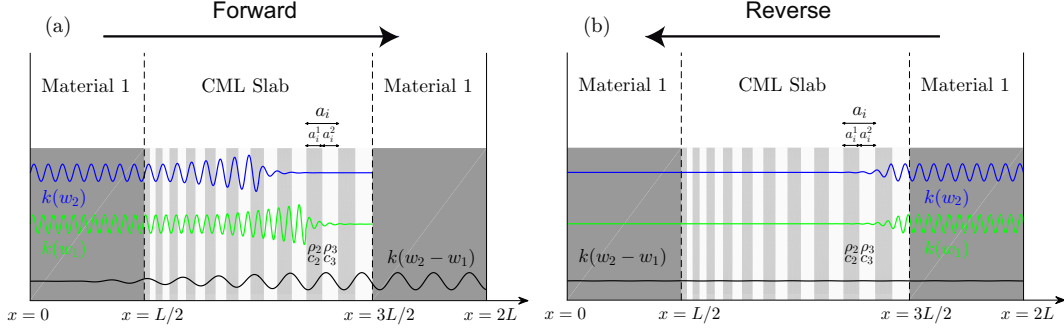 (a) Forward
Material 1 CML Slab Material 1
a_i
a_i^1 a_i^2
k(w_2)
k(w_1)
ρ_2 ρ_3
c_2 c_3
k(w_2 − w_1)
x = 0 x = L/2 x = 3L/2 x = 2L
(b) Reverse
Material 1 CML Slab Material 1
a_i
a_i^1 a_i^2
k(w_2)
k(w_1)
ρ_2 ρ_3
c_2 c_3
k(w_2 − w_1)
x = 0 x = L/2 x = 3L/2 x = 2L